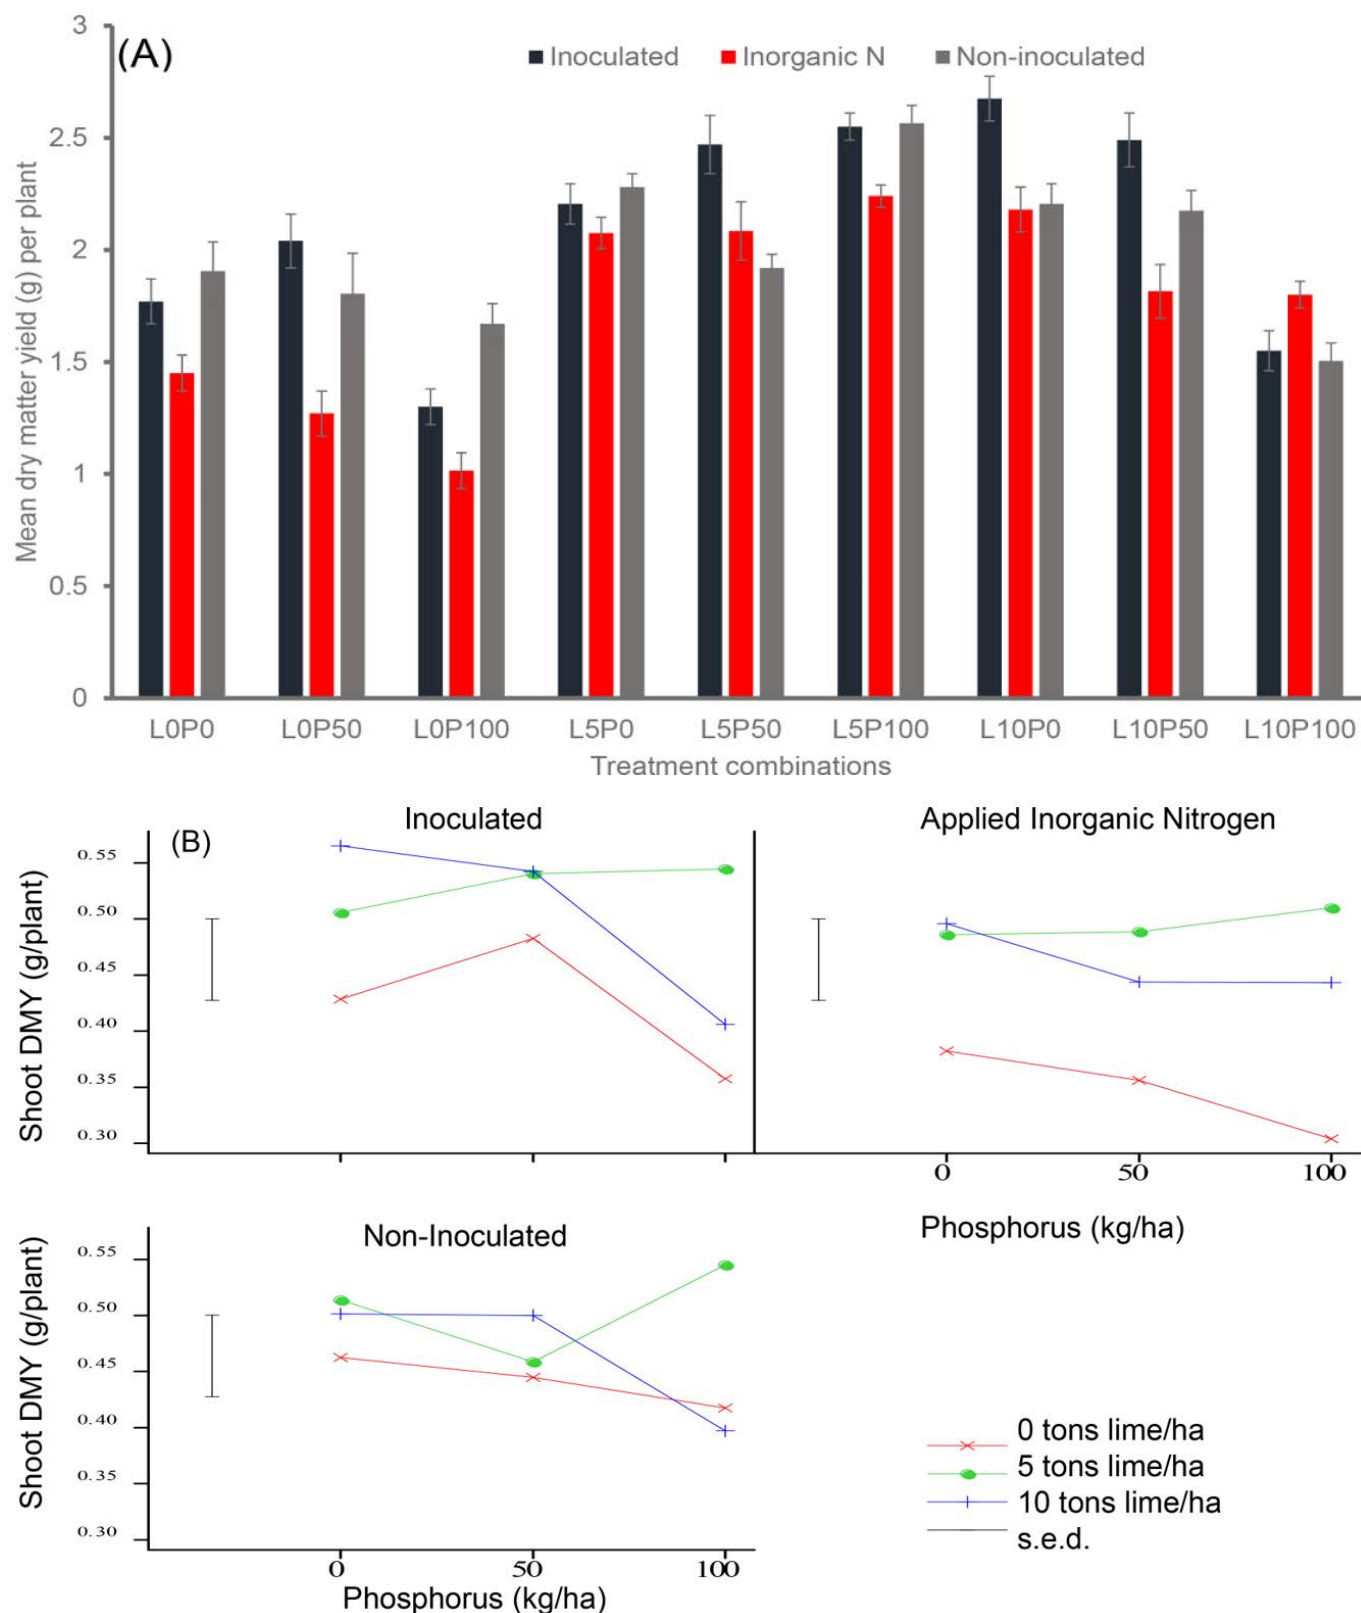 (A)
Inoculated Inorganic N Non-inoculated
Mean dry matter yield (g) per plant
3
2.5
2
1.5
1
0.5
0
L0P0 L0P50 L0P100 L5P0 L5P50 L5P100 L10P0 L10P50 L10P100
Treatment combinations
(B)
Inoculated
Shoot DMY (g/plant)
0.55
0.50
0.45
0.40
0.35
0.30
Applied Inorganic Nitrogen
0 50 100
Phosphorus (kg/ha)
Non-Inoculated
Shoot DMY (g/plant)
0.55
0.50
0.45
0.40
0.35
0.30
0 50 100
Phosphorus (kg/ha)
0 tons lime/ha
5 tons lime/ha
10 tons lime/ha
s.e.d.